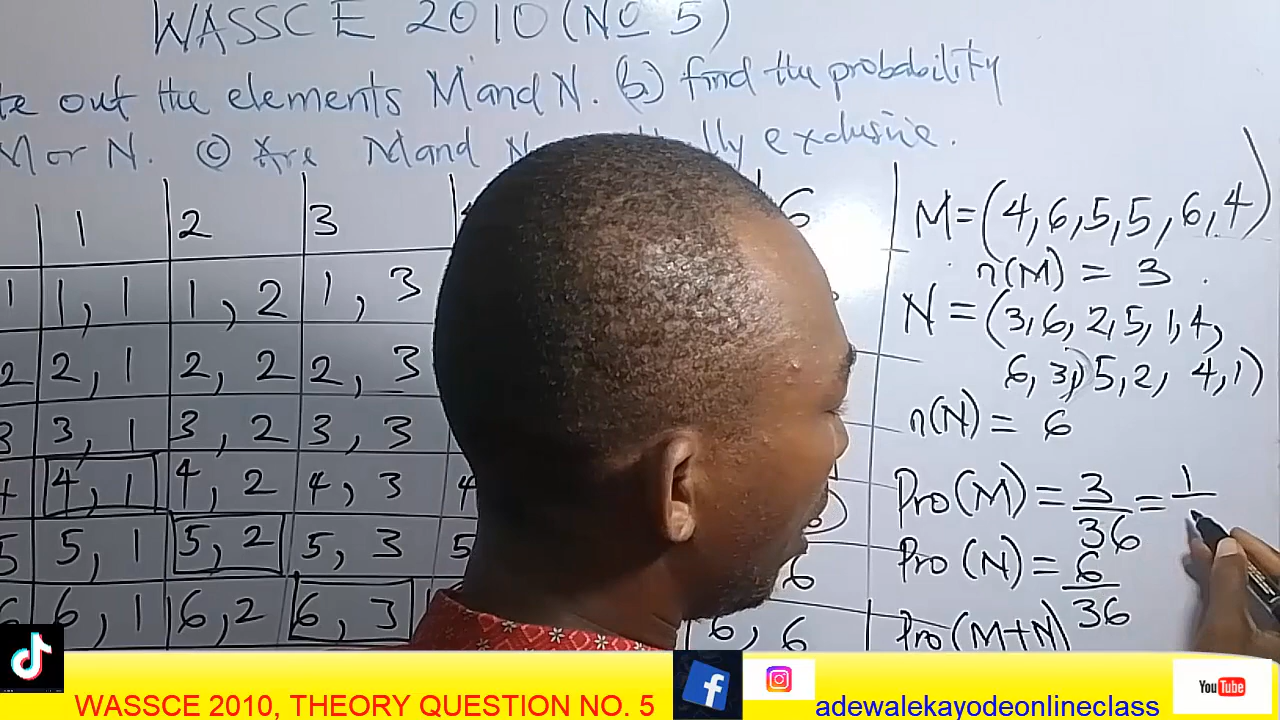 WASSCE 2010 (No 5)
te out the elements M and N. (b) find the probability
M or N. (c) Are M and N lly exclusive.
1 2 3 6
1 1, 1 1, 2 1, 3
2 2, 1 2, 2 2, 3
3 3, 1 3, 2 3, 3
4 4, 1 4, 2 4, 3 4
5 5, 1 5, 2 5, 3 5 6
6 6, 1 6, 2 6, 3 6, 6
M = (4, 6, 5, 5, 6, 4)
n(M) = 3
N = (3, 6, 2, 5, 1, 4,
6, 3,) 5, 2, 4, 1)
n(N) = 6
Pro(M) = 3/36 = 1
Pro(N) = 6/36
Pro(M+N)
WASSCE 2010, THEORY QUESTION NO. 5
adewalekayodeonlineclass
YouTube